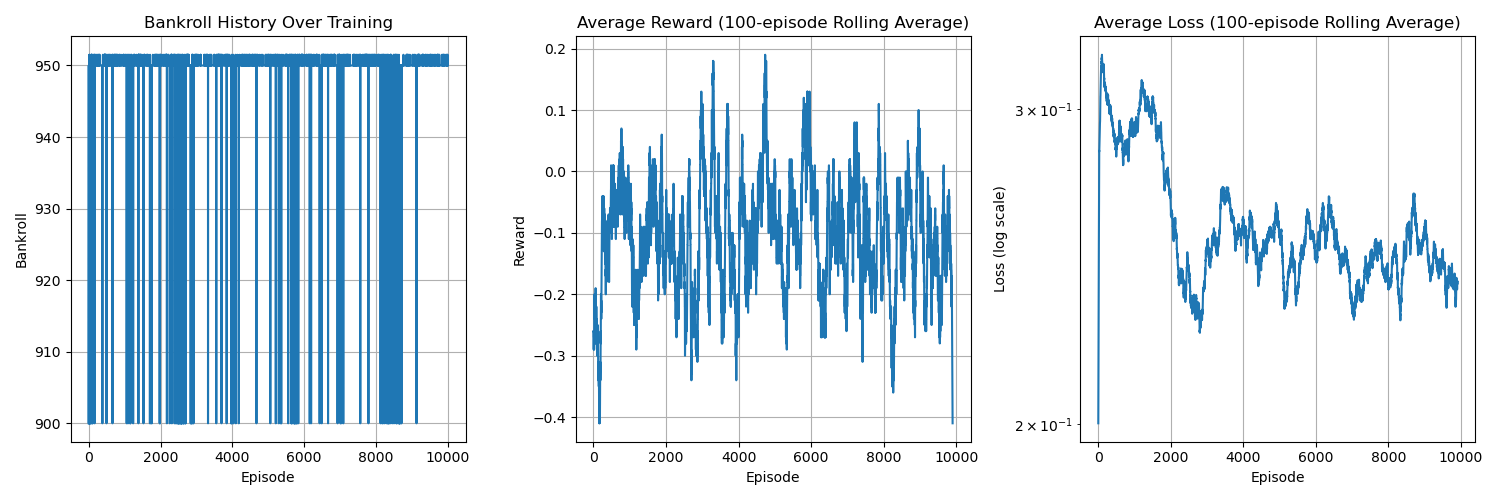 Bankroll History Over Training
950
940
930
920
910
900
Bankroll
0 2000 4000 6000 8000 10000
Episode
Average Reward (100-episode Rolling Average)
0.2
0.1
0.0
−0.1
−0.2
−0.3
−0.4
Reward
0 2000 4000 6000 8000 10000
Episode
Average Loss (100-episode Rolling Average)
3 × 10⁻¹
2 × 10⁻¹
Loss (log scale)
0 2000 4000 6000 8000 10000
Episode